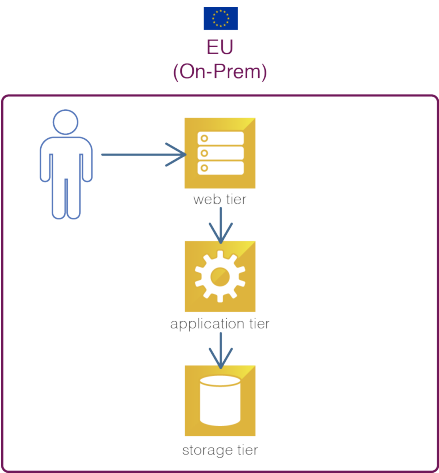 EU
(On-Prem)
web tier
application tier
storage tier